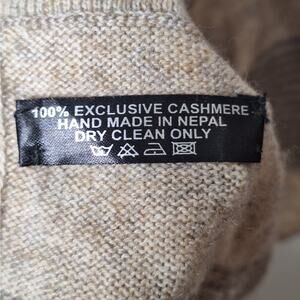 100% EXCLUSIVE CASHMERE
HAND MADE IN NEPAL
DRY CLEAN ONLY